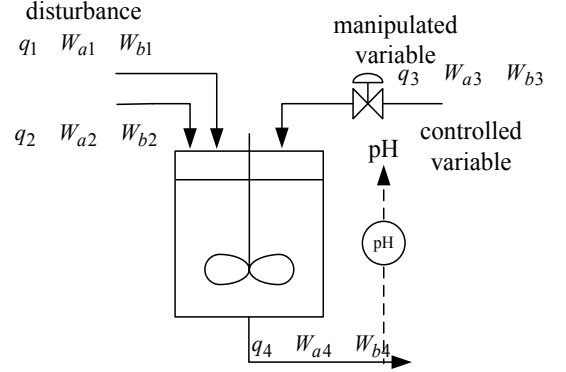 disturbance
q1 Wa1 Wb1
manipulated
variable
q3 Wa3 Wb3
q2 Wa2 Wb2
controlled
variable
pH
pH
q4 Wa4 Wb4